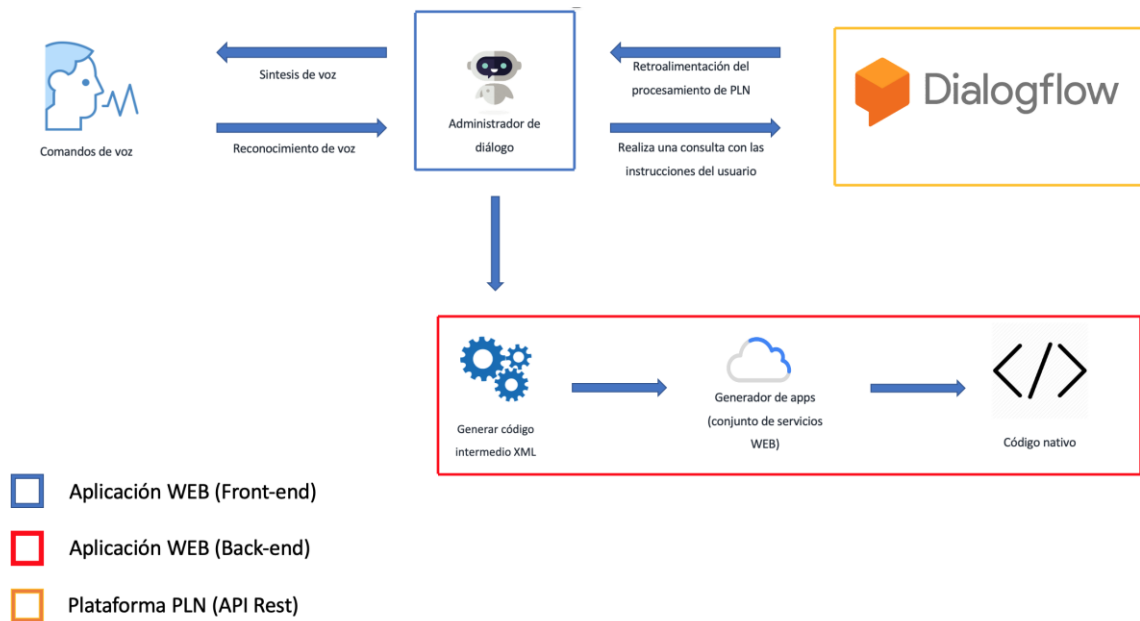 Sintesis de voz
Comandos de voz
Reconocimiento de voz
Administrador de
diálogo
Retroalimentación del
procesamiento de PLN
Realiza una consulta con las
instrucciones del usuario
Dialogflow
Generar código
intermedio XML
Generador de apps
(conjunto de servicios
WEB)
</>
Código nativo
Aplicación WEB (Front-end)
Aplicación WEB (Back-end)
Plataforma PLN (API Rest)